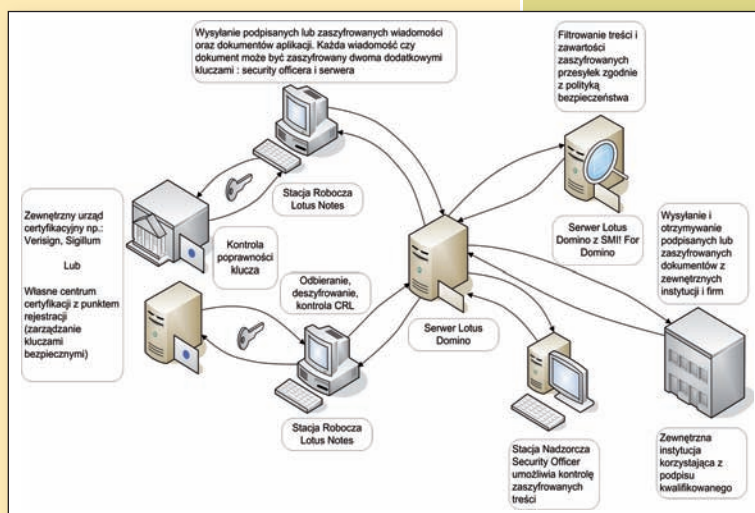 Wysyłanie podpisanych lub zaszyfrowanych wiadomości
oraz dokumentów aplikacji. Każda wiadomość czy
dokument może być zaszyfrowany dwoma dodatkowymi
kluczami : security officera i serwera
Filtrowanie treści i
zawartości
zaszyfrowanych
przesyłek zgodnie
z polityką
bezpieczeństwa
Stacja Robocza
Lotus Notes
Zewnętrzny urząd
certyfikacyjny np.:
Verisign, Sigillum
Lub
Własne centrum
certyfikacji z punktem
rejestracji
(zarządzanie
kluczami
bezpiecznymi)
Kontrola
poprawności
klucza
Serwer Lotus
Domino z SMI! For
Domino
Wysyłanie i
otrzymywanie
podpisanych lub
zaszyfrowanych
dokumentów z
zewnętrznych
instytucji i firm
Odbieranie,
deszyfrowanie,
kontrola CRL
Serwer Lotus
Domino
Stacja Robocza
Lotus Notes
Stacja Nadzorcza
Security Officer
umożliwia kontrolę
zaszyfrowanych
treści
Zewnętrzna
instytucja
korzystająca z
podpisu
kwalifikowanego